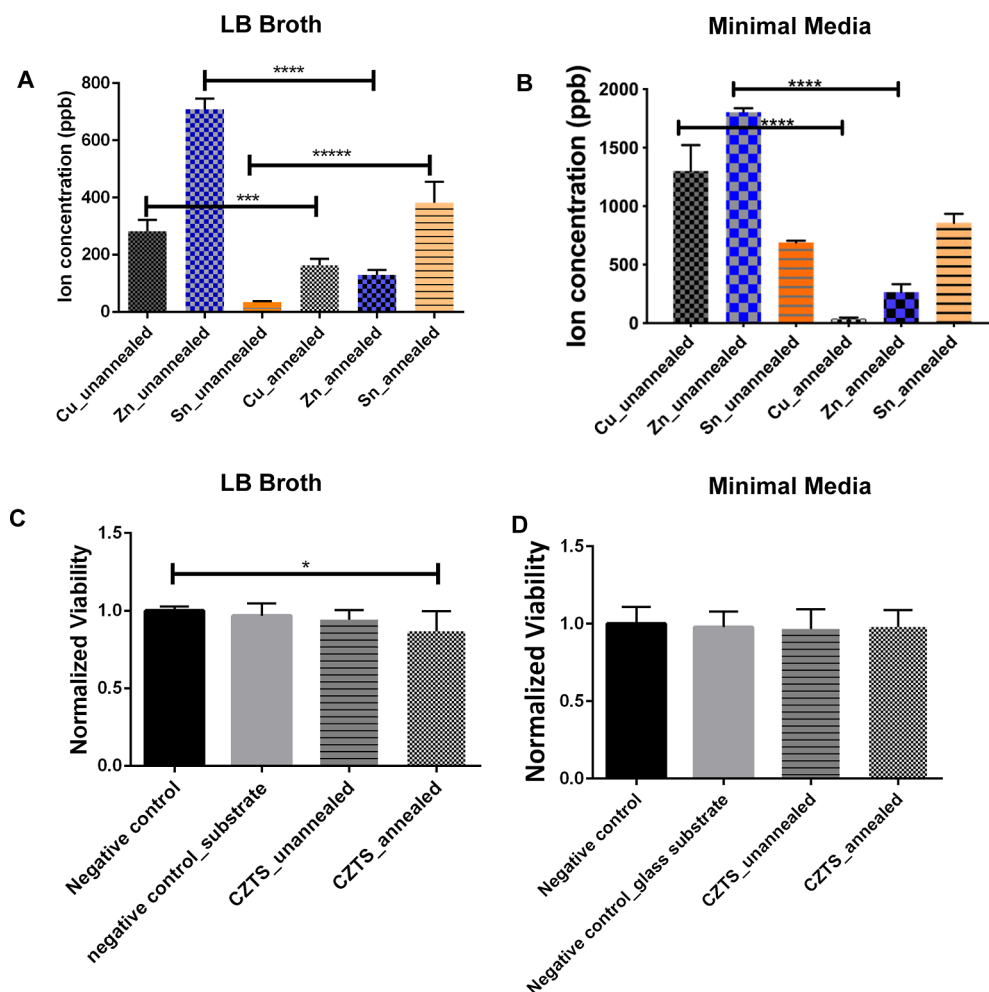 LB Broth
Minimal Media
A
B
Ion concentration (ppb)
800
600
400
200
0
****
*****
***
Cu_unannealed
Zn_unannealed
Sn_unannealed
Cu_annealed
Zn_annealed
Sn_annealed
Ion concentration (ppb)
2000
1500
1000
500
0
****
****
Cu_unannealed
Zn_unannealed
Sn_unannealed
Cu_annealed
Zn_annealed
Sn_annealed
LB Broth
Minimal Media
C
D
Normalized Viability
1.5
1.0
0.5
0.0
*
Negative control
negative control_substrate
CZTS_unannealed
CZTS_annealed
Normalized Viability
1.5
1.0
0.5
0.0
Negative control
Negative control_glass substrate
CZTS_unannealed
CZTS_annealed